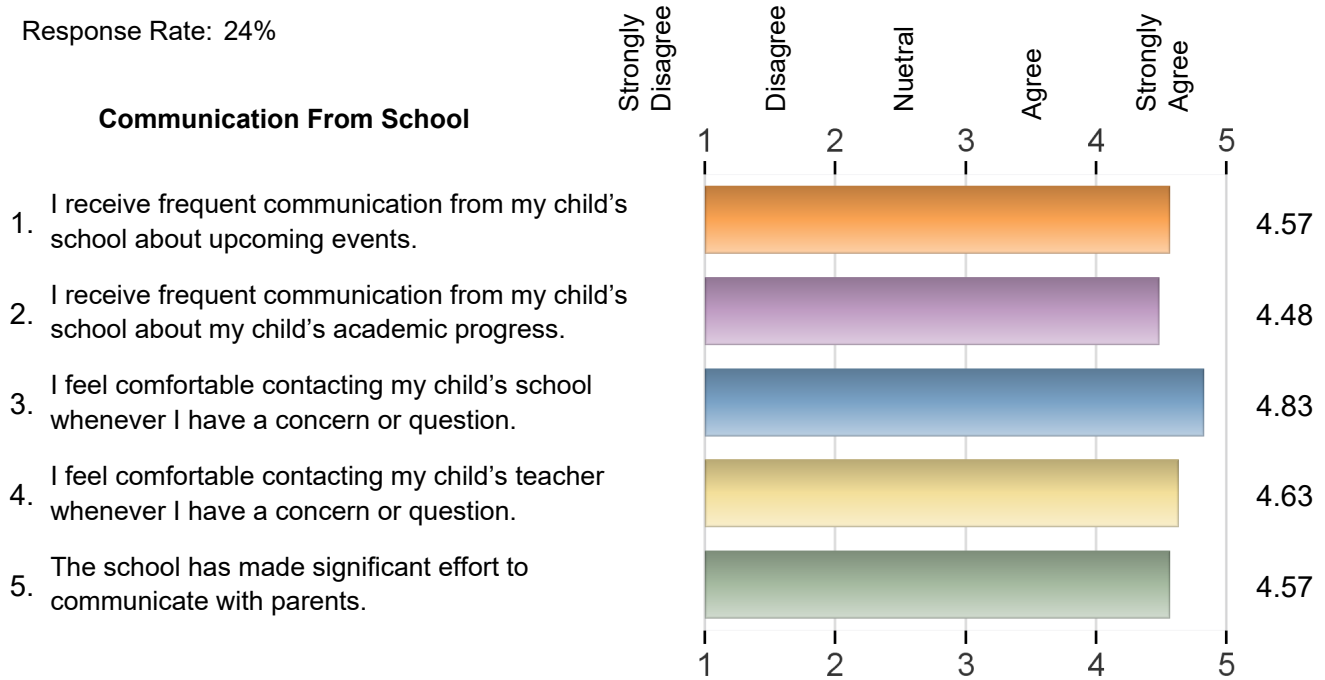 Response Rate: 24%
Strongly
Disagree
Disagree
Nuetral
Agree
Strongly
Agree
Communication From School
1 2 3 4 5
1. I receive frequent communication from my child’s
school about upcoming events.
4.57
2. I receive frequent communication from my child’s
school about my child’s academic progress.
4.48
3. I feel comfortable contacting my child’s school
whenever I have a concern or question.
4.83
4. I feel comfortable contacting my child’s teacher
whenever I have a concern or question.
4.63
5. The school has made significant effort to
communicate with parents.
4.57
1 2 3 4 5